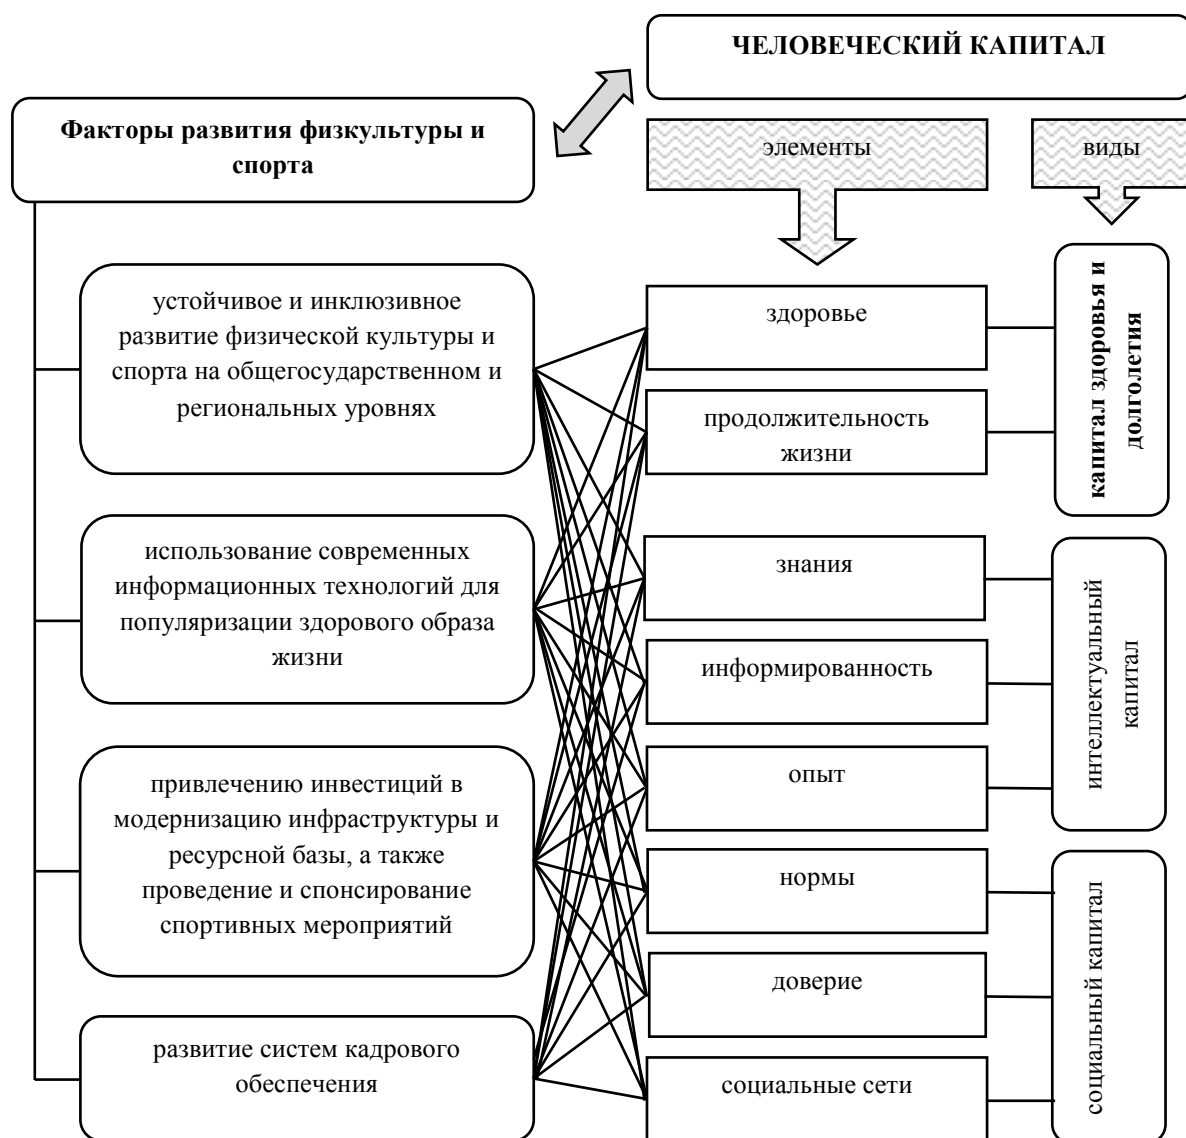 ЧЕЛОВЕЧЕСКИЙ КАПИТАЛ
Факторы развития физкультуры и
спорта
элементы
виды
устойчивое и инклюзивное
развитие физической культуры и
спорта на общегосударственном и
региональных уровнях
использование современных
информационных технологий для
популяризации здорового образа
жизни
привлечению инвестиций в
модернизацию инфраструктуры и
ресурсной базы, а также
проведение и спонсирование
спортивных мероприятий
развитие систем кадрового
обеспечения
здоровье
продолжительность
жизни
знания
информированность
опыт
нормы
доверие
социальные сети
капитал здоровья и
долголетия
интеллектуальный
капитал
социальный капитал